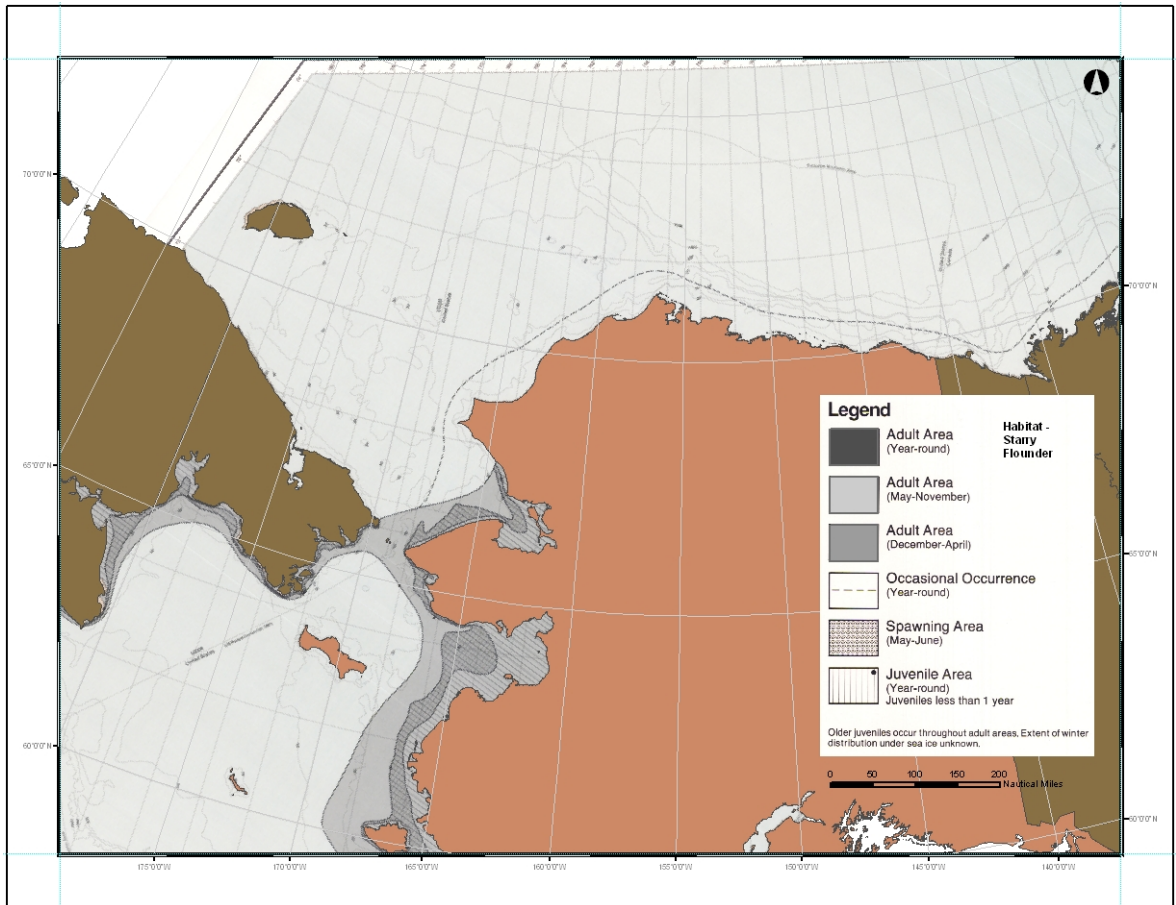 70°0'0"N
65°0'0"N
60°0'0"N
70°0'0"N
65°0'0"N
60°0'0"N
Legend
Habitat -
Starry
Flounder
Adult Area
(Year-round)
Adult Area
(May-November)
Adult Area
(December-April)
Occasional Occurrence
(Year-round)
Spawning Area
(May-June)
Juvenile Area
(Year-round)
Juveniles less than 1 year
Older juveniles occur throughout adult areas. Extent of winter
distribution under sea ice unknown.
0 50 100 150 200
Nautical Miles
175°0'0"W 170°0'0"W 165°0'0"W 160°0'0"W 155°0'0"W 150°0'0"W 145°0'0"W 140°0'0"W